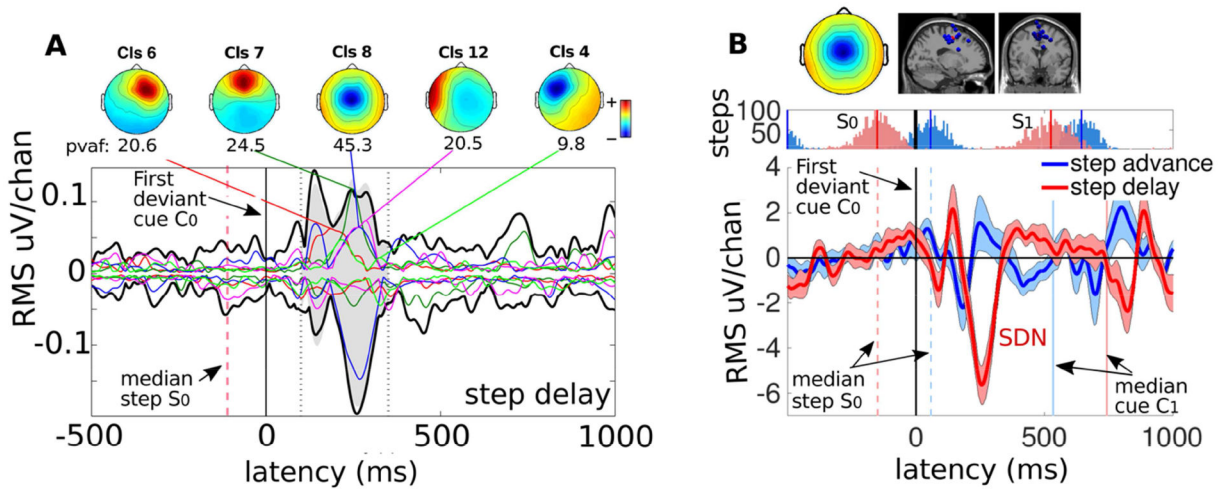 A
Cls 6 Cls 7 Cls 8 Cls 12 Cls 4
+
−
pvaf: 20.6 24.5 45.3 20.5 9.8
RMS uV/chan
0.1
0
-0.1
First
deviant
cue C0
median
step S0
step delay
-500 0 500 1000
latency (ms)
B
steps
100
50
S0 S1
RMS uV/chan
4
2
0
-2
-4
-6
First
deviant
cue C0
step advance
step delay
SDN
median
step S0
median
cue C1
0 500 1000
latency (ms)